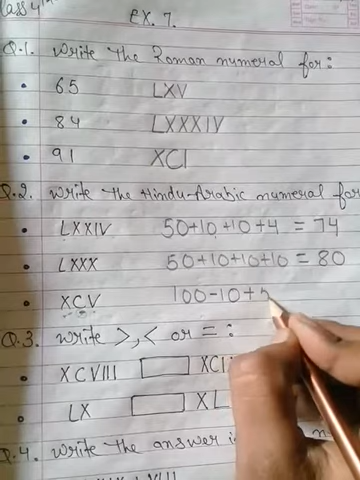 Class 4th
EX. 7.
Q.1. Write the Roman numeral for:
• 65 LXV
• 84 LXXXIV
• 91 XCI
Q.2. Write the Hindu-Arabic numeral for
• LXXIV 50+10+10+4 = 74
• LXXX 50+10+10+10 = 80
• XCV 100-10+5
Q.3. Write >, < or = :
• XCVIII XCI
• LX XL
Q.4. Write the answer